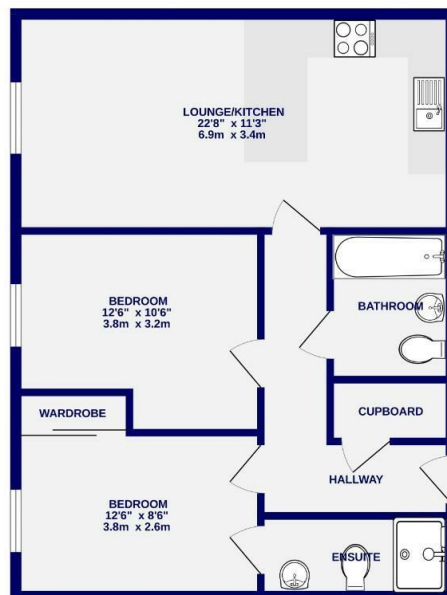 LOUNGE/KITCHEN
22'8" x 11'3"
6.9m x 3.4m
BEDROOM
12'6" x 10'6"
3.8m x 3.2m
BATHROOM
WARDROBE
CUPBOARD
HALLWAY
BEDROOM
12'6" x 8'6"
3.8m x 2.6m
ENSUITE